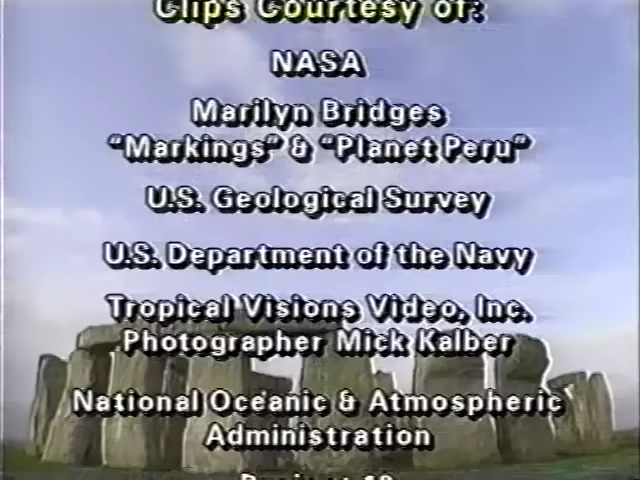 Clips Courtesy of:
NASA
Marilyn Bridges
“Markings” & “Planet Peru”
U.S. Geological Survey
U.S. Department of the Navy
Tropical Visions Video, Inc.
Photographer Mick Kalber
National Oceanic & Atmospheric
Administration